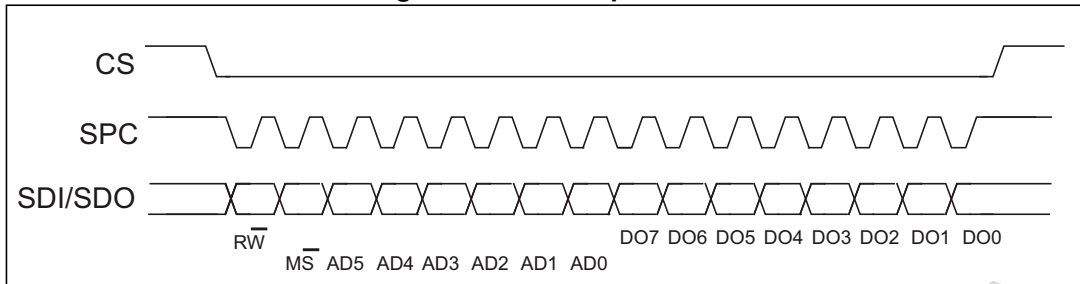 CS
SPC
SDI/SDO
RW DO7 DO6 DO5 DO4 DO3 DO2 DO1 DO0
MS AD5 AD4 AD3 AD2 AD1 AD0